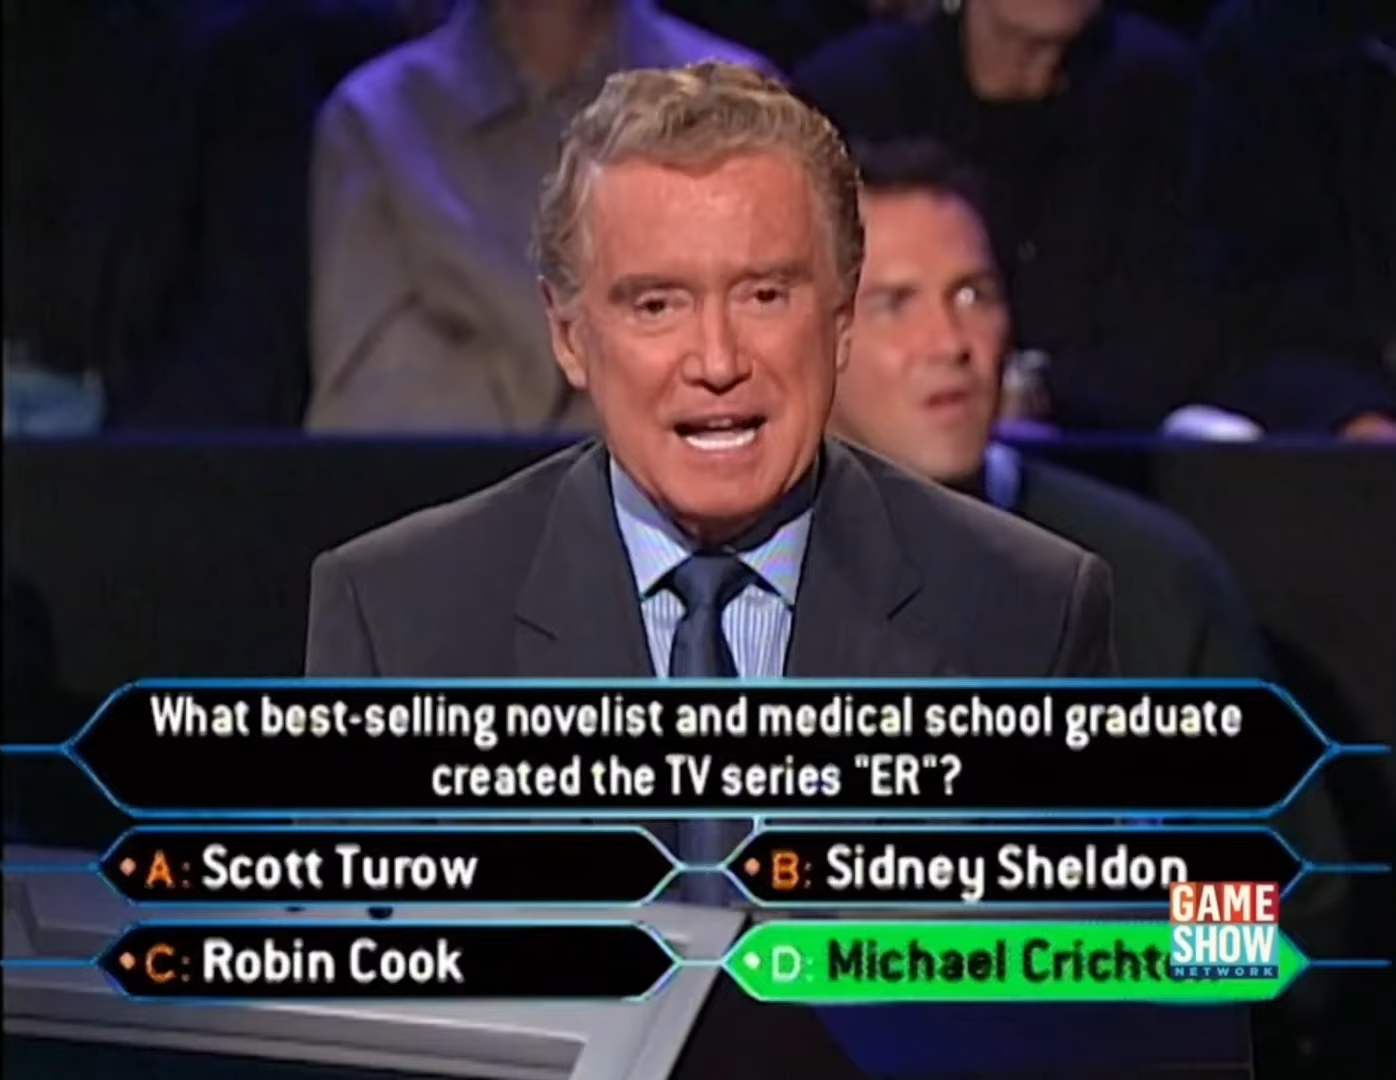 What best-selling novelist and medical school graduate
created the TV series "ER"?
A: Scott Turow
B: Sidney Sheldon
C: Robin Cook
D: Michael
GAME
SHOW
NETWORK